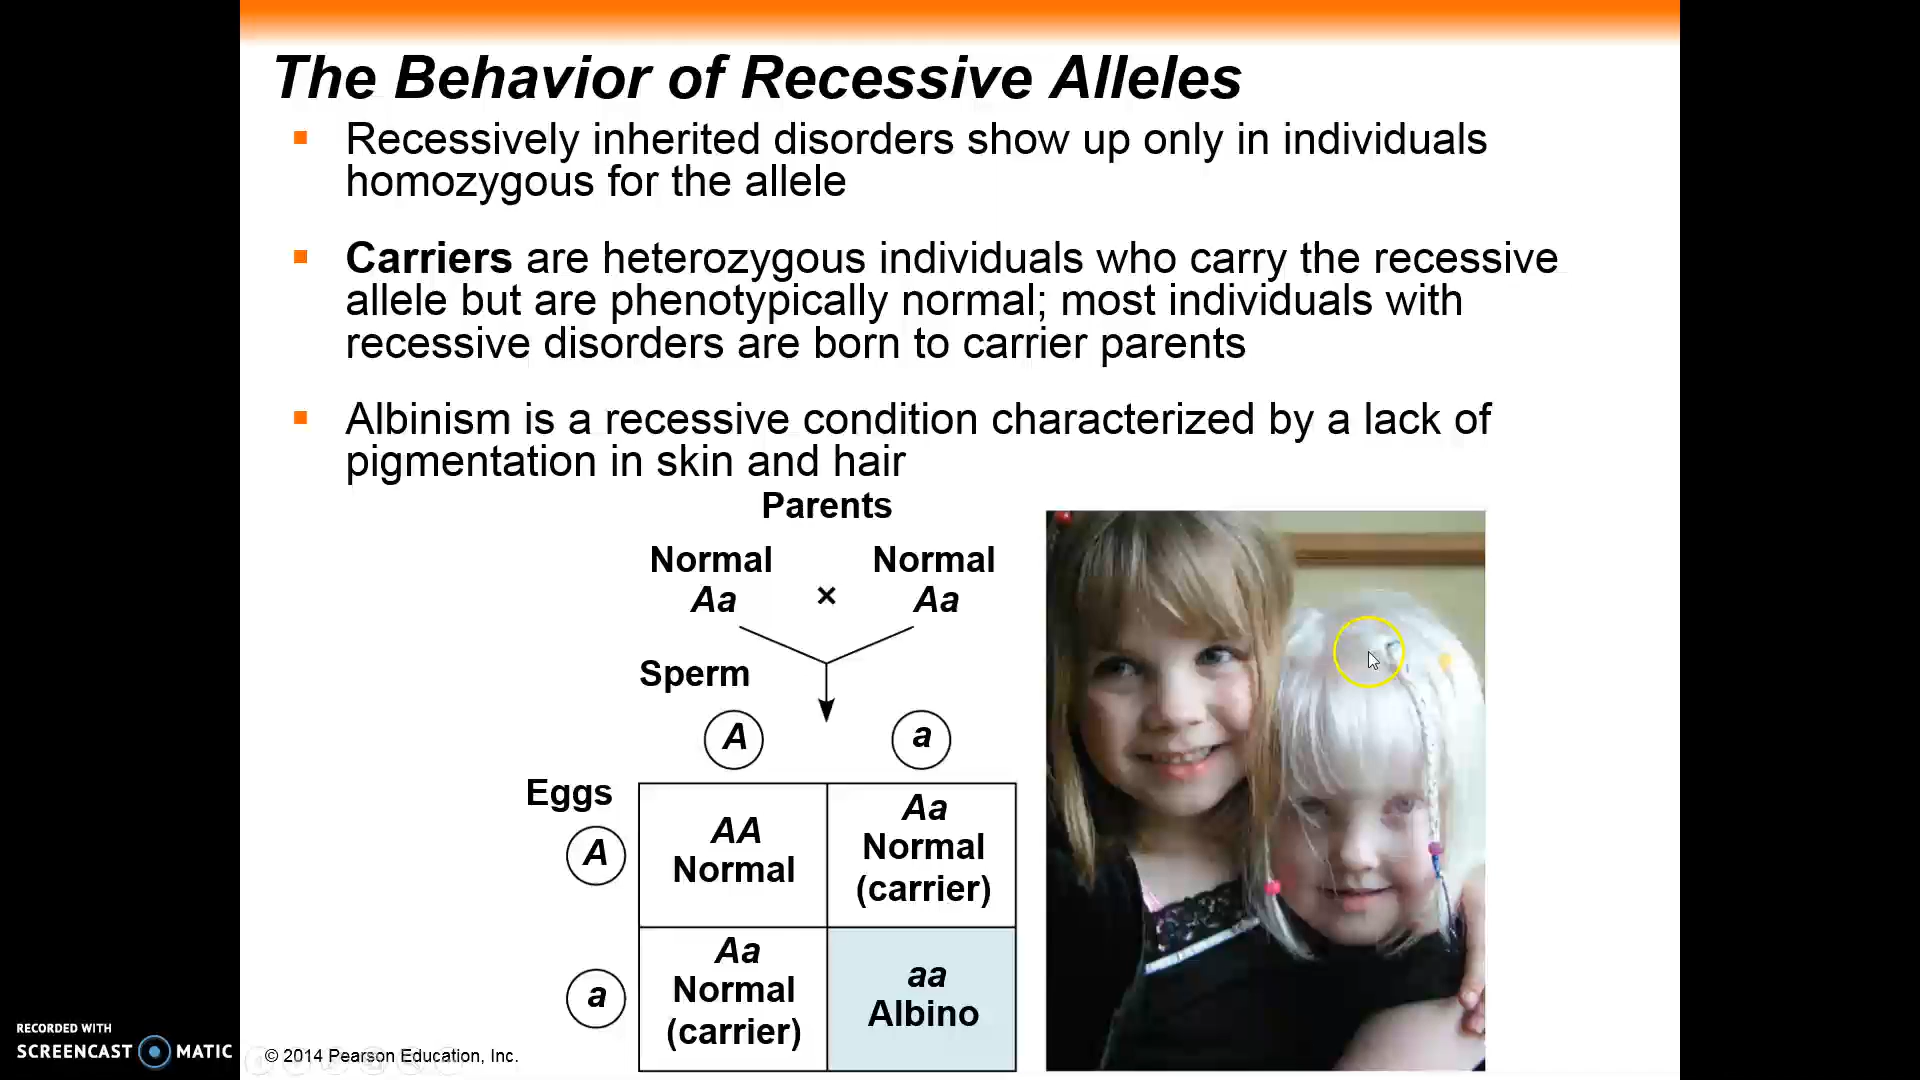 The Behavior of Recessive Alleles
Recessively inherited disorders show up only in individuals
homozygous for the allele
Carriers are heterozygous individuals who carry the recessive
allele but are phenotypically normal; most individuals with
recessive disorders are born to carrier parents
Albinism is a recessive condition characterized by a lack of
pigmentation in skin and hair
Parents
Normal Normal
Aa × Aa
Sperm
A a
Eggs
A
AA
Normal
Aa
Normal
(carrier)
a
Aa
Normal
(carrier)
aa
Albino
RECORDED WITH
SCREENCAST MATIC
© 2014 Pearson Education, Inc.